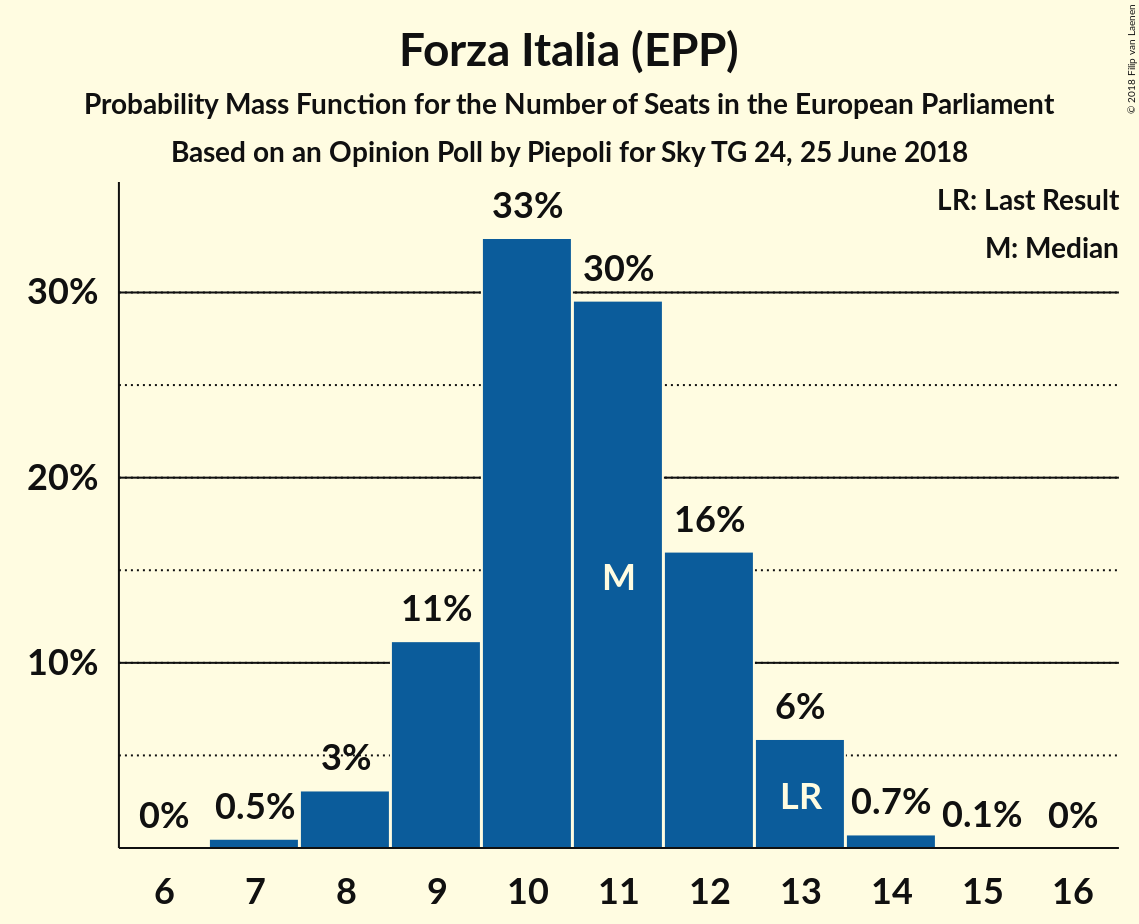 Forza Italia (EPP)
Probability Mass Function for the Number of Seats in the European Parliament
Based on an Opinion Poll by Piepoli for Sky TG 24, 25 June 2018
© 2018 Filip van Laenen
LR: Last Result
M: Median
33%
30%
30%
20%
16%
M
11%
10%
6%
3%
LR
0%
0.5%
0.7%
0.1%
0%
6 7 8 9 10 11 12 13 14 15 16